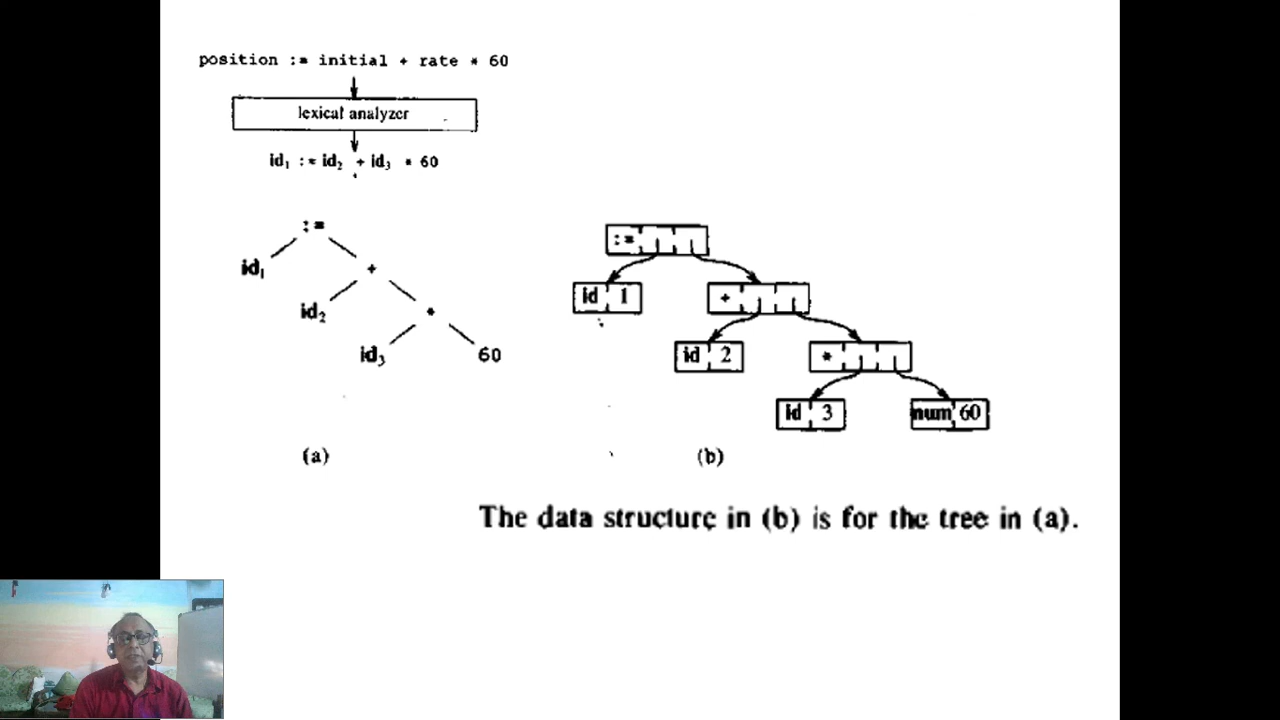 position := initial + rate * 60
lexical analyzer
id₁ := id₂ + id₃ * 60
:=
id₁
+
id₂
*
id₃
60
(a)
:=
id 1
+
id 2
*
id 3
num 60
(b)
The data structure in (b) is for the tree in (a).